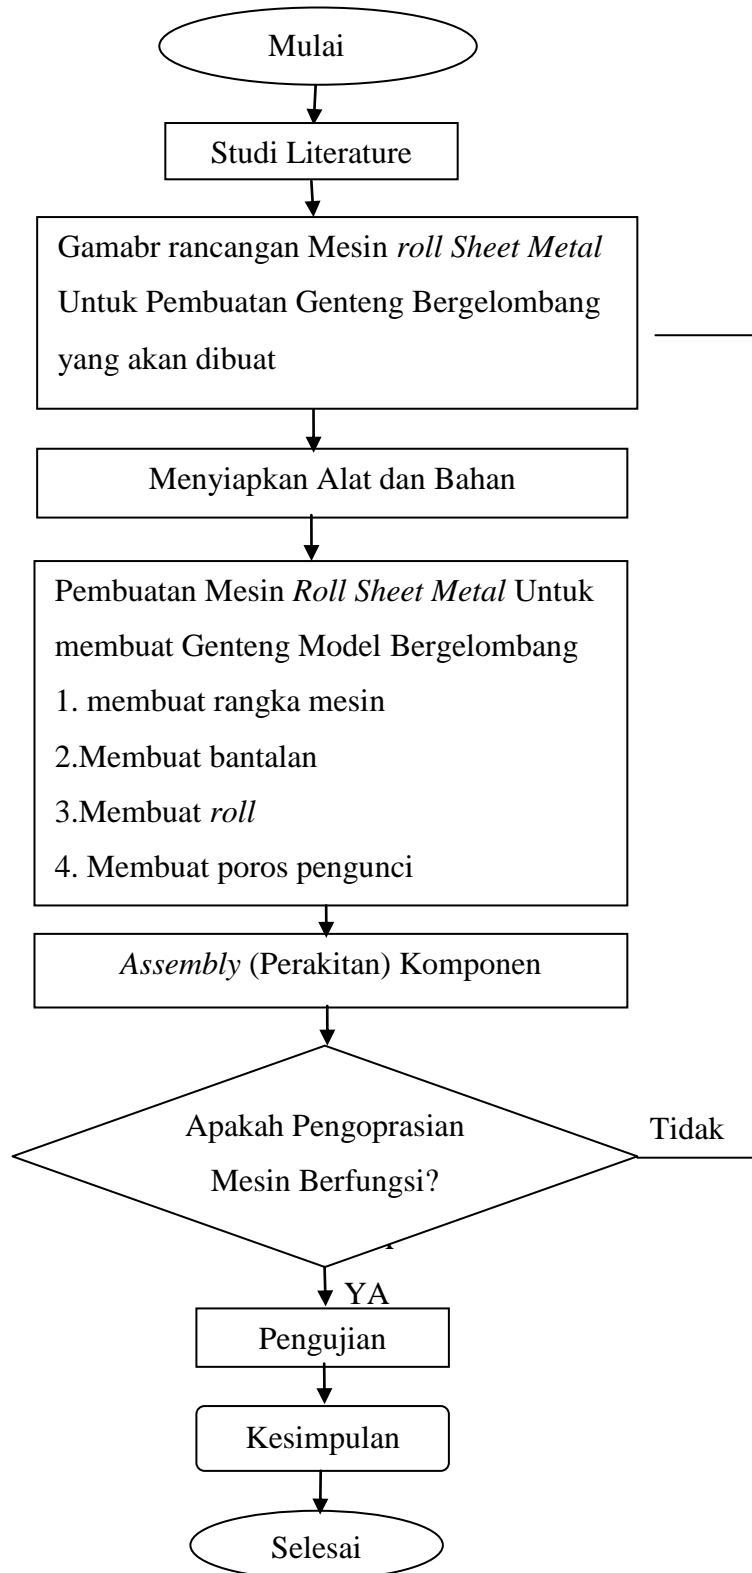 Mulai
Studi Literature
Gamabr rancangan Mesin roll Sheet Metal
Untuk Pembuatan Genteng Bergelombang
yang akan dibuat
Menyiapkan Alat dan Bahan
Pembuatan Mesin Roll Sheet Metal Untuk
membuat Genteng Model Bergelombang
1. membuat rangka mesin
2.Membuat bantalan
3.Membuat roll
4. Membuat poros pengunci
Assembly (Perakitan) Komponen
Apakah Pengoprasian
Mesin Berfungsi?
Tidak
YA
Pengujian
Kesimpulan
Selesai